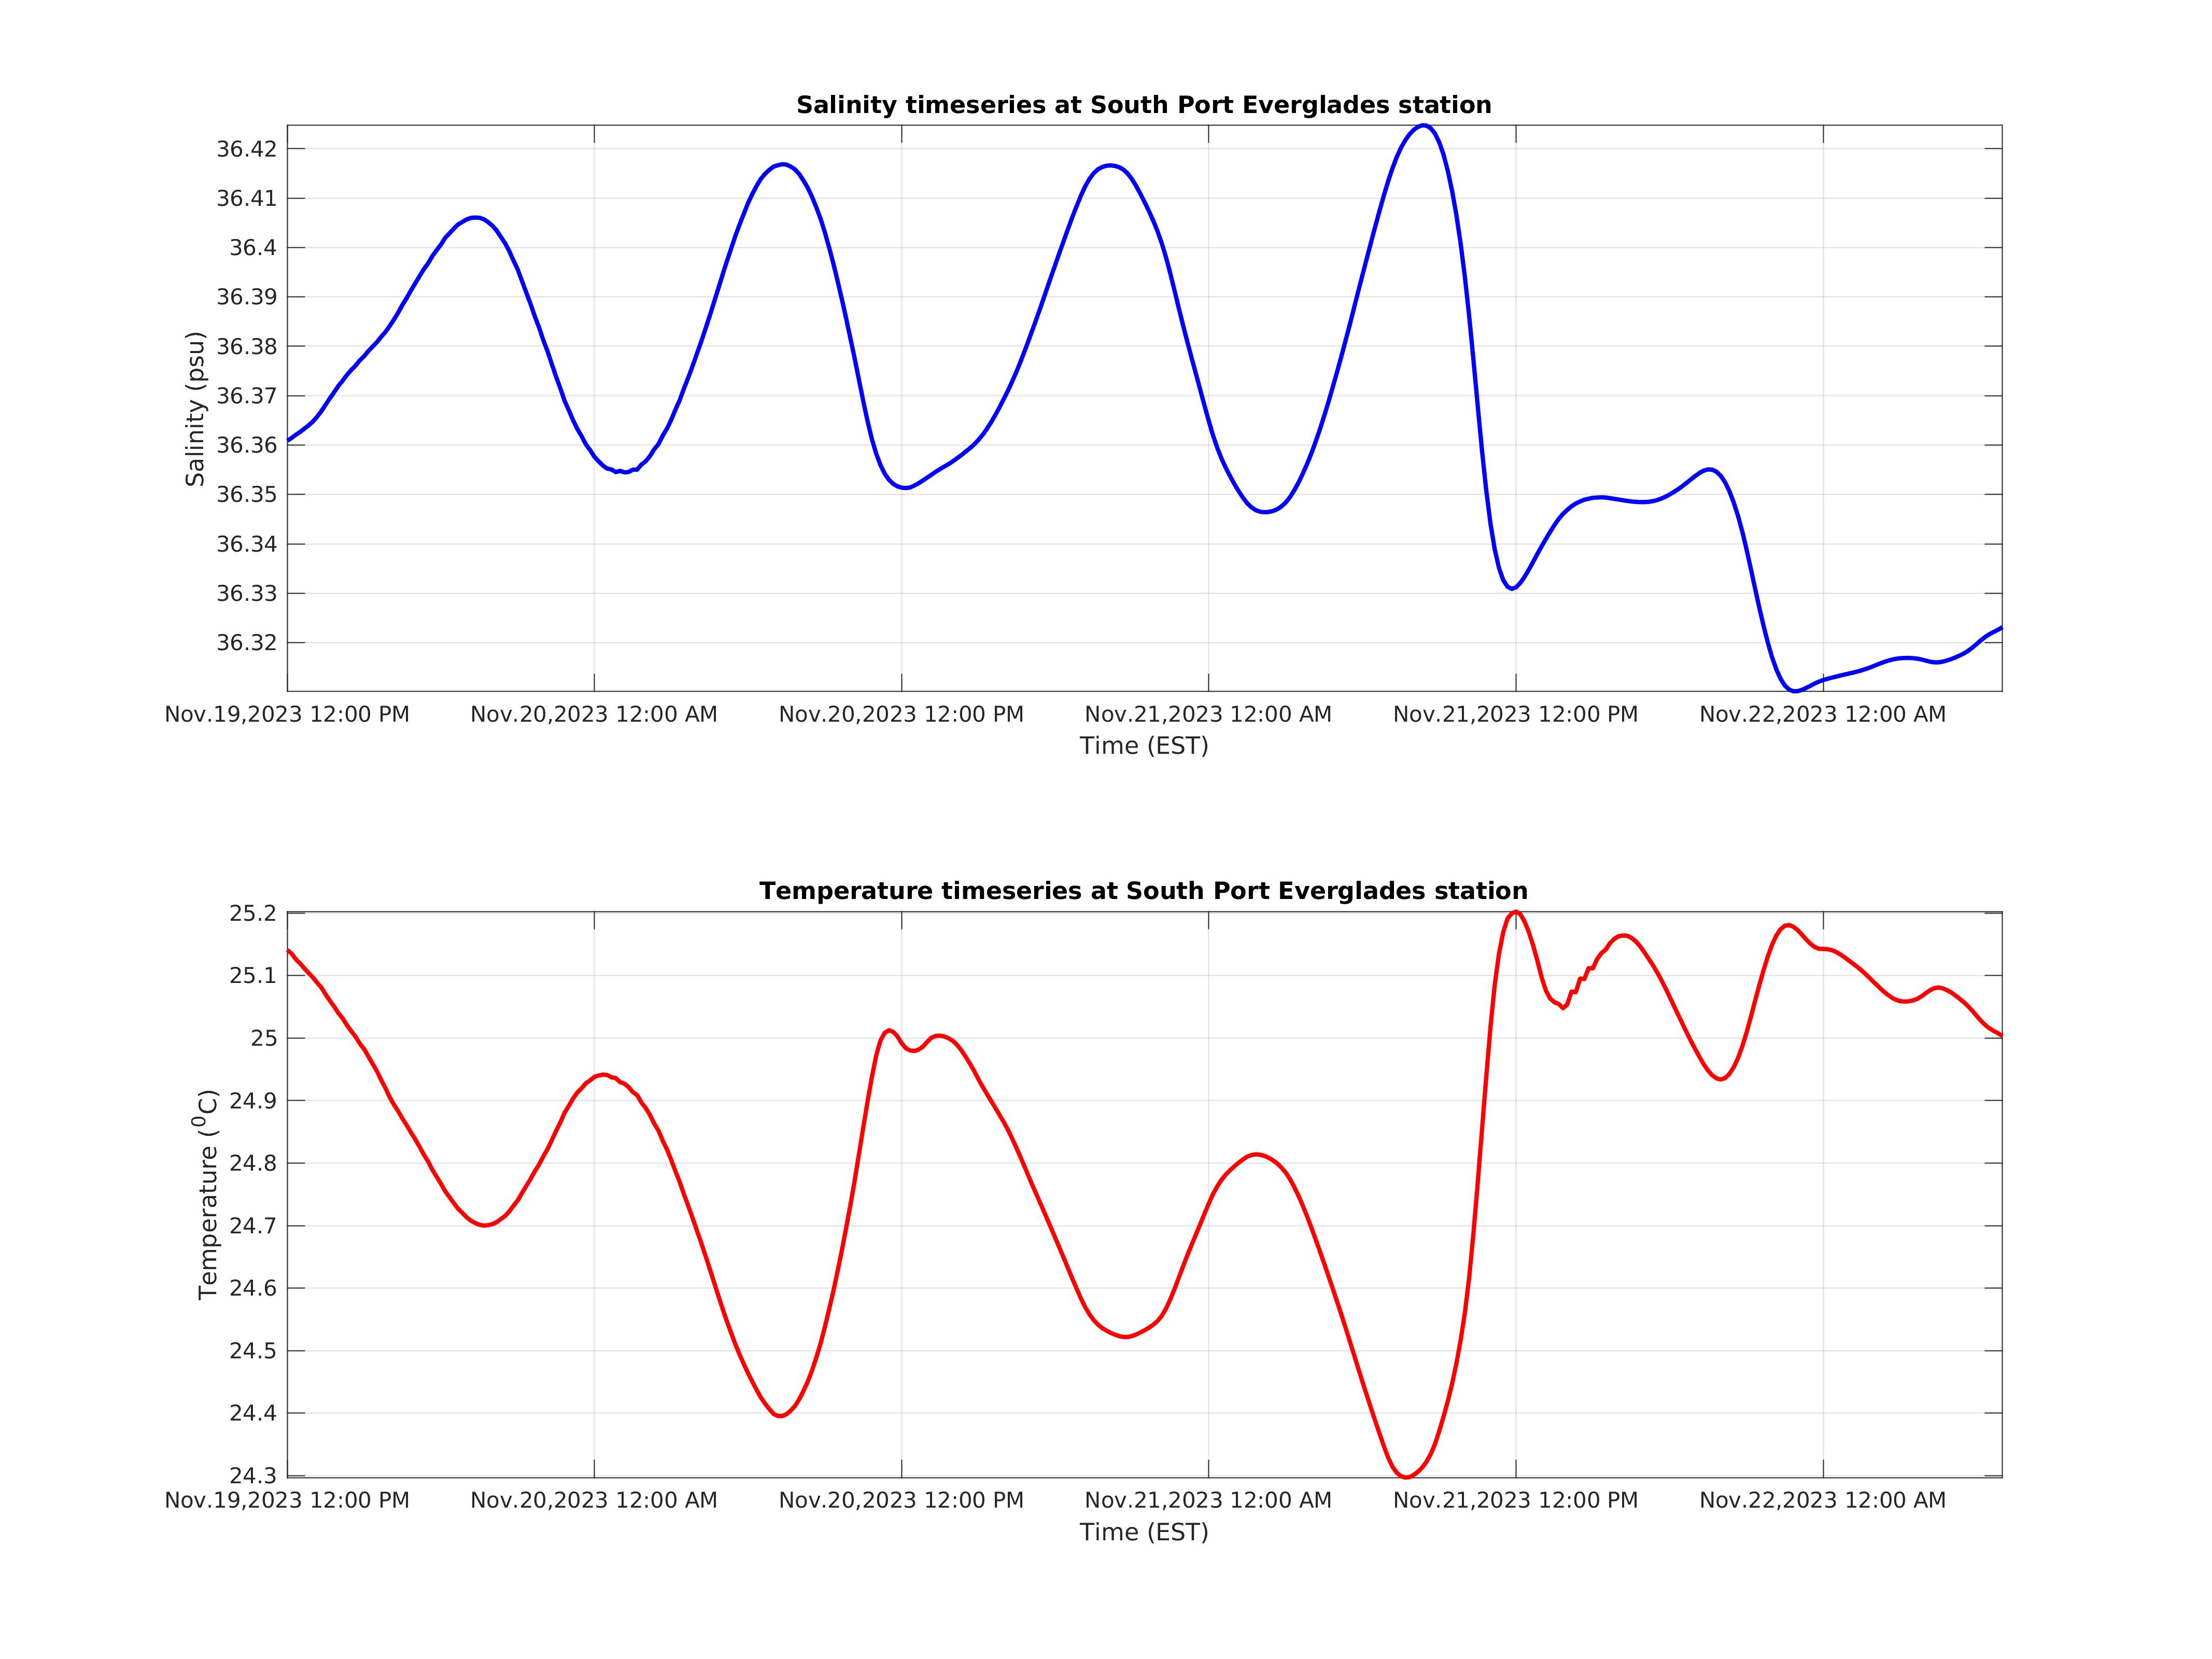 Salinity timeseries at South Port Everglades station
36.42
36.41
36.4
36.39
36.38
36.37
36.36
36.35
36.34
36.33
36.32
Salinity (psu)
Nov.19,2023 12:00 PM Nov.20,2023 12:00 AM Nov.20,2023 12:00 PM Nov.21,2023 12:00 AM Nov.21,2023 12:00 PM Nov.22,2023 12:00 AM
Time (EST)
Temperature timeseries at South Port Everglades station
25.2
25.1
25
24.9
24.8
24.7
24.6
24.5
24.4
24.3
Temperature (⁰C)
Nov.19,2023 12:00 PM Nov.20,2023 12:00 AM Nov.20,2023 12:00 PM Nov.21,2023 12:00 AM Nov.21,2023 12:00 PM Nov.22,2023 12:00 AM
Time (EST)